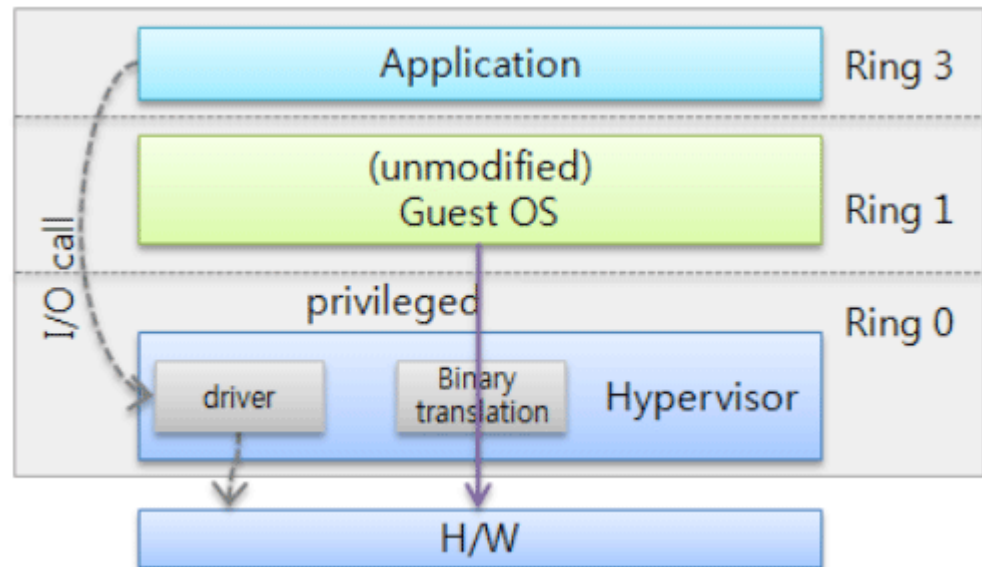 Application
Ring 3
(unmodified)
Guest OS
Ring 1
I/O call
privileged
Ring 0
driver
Binary
translation
Hypervisor
H/W